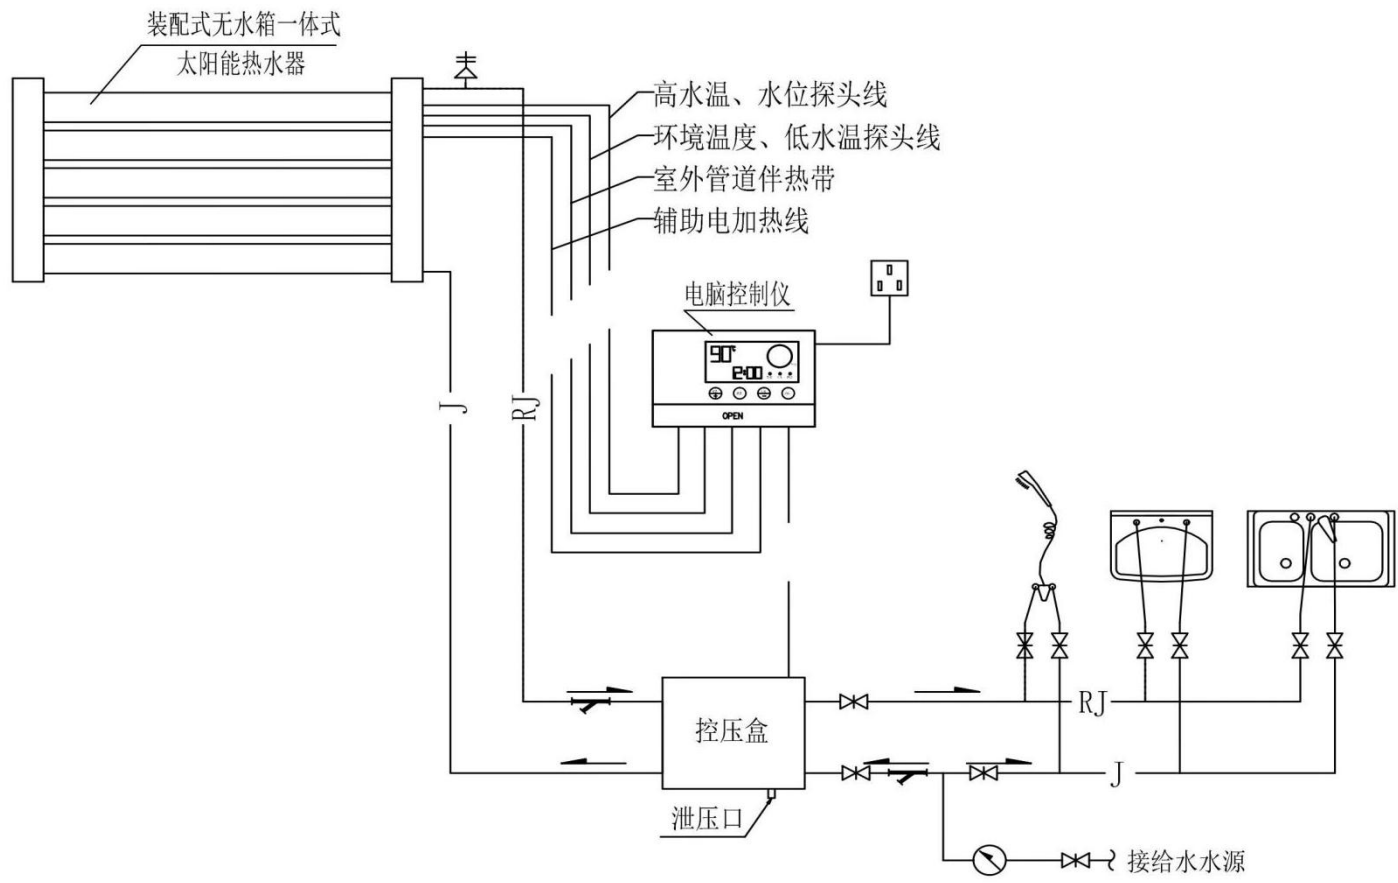 装配式无水箱一体式
太阳能热水器
高水温、水位探头线
环境温度、低水温探头线
室外管道伴热带
辅助电加热线
电脑控制仪
90℃
12:00
OPEN
J
RJ
控压盒
RJ
J
泄压口
接给水水源